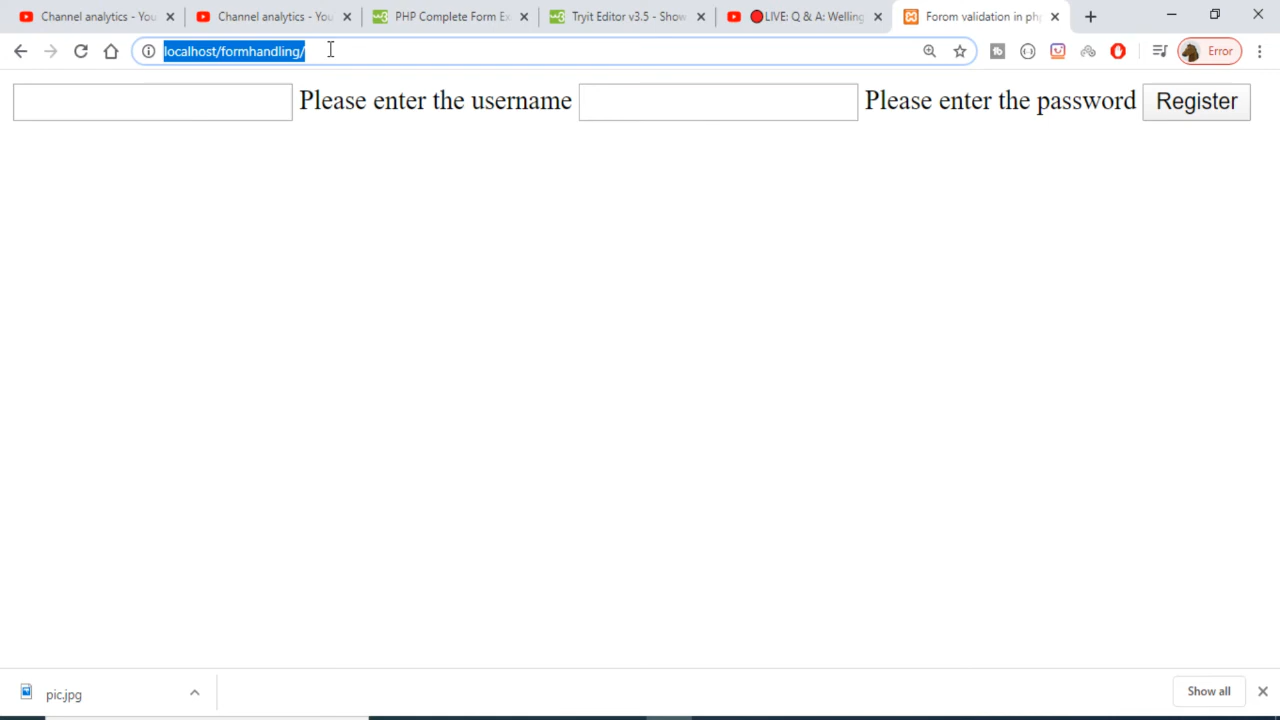 Channel analytics - You
Channel analytics - You
PHP Complete Form Ex
Tryit Editor v3.5 - Show
LIVE: Q & A: Welling
Forom validation in php
localhost/formhandling/
Error
Please enter the username
Please enter the password
Register
pic.jpg
Show all